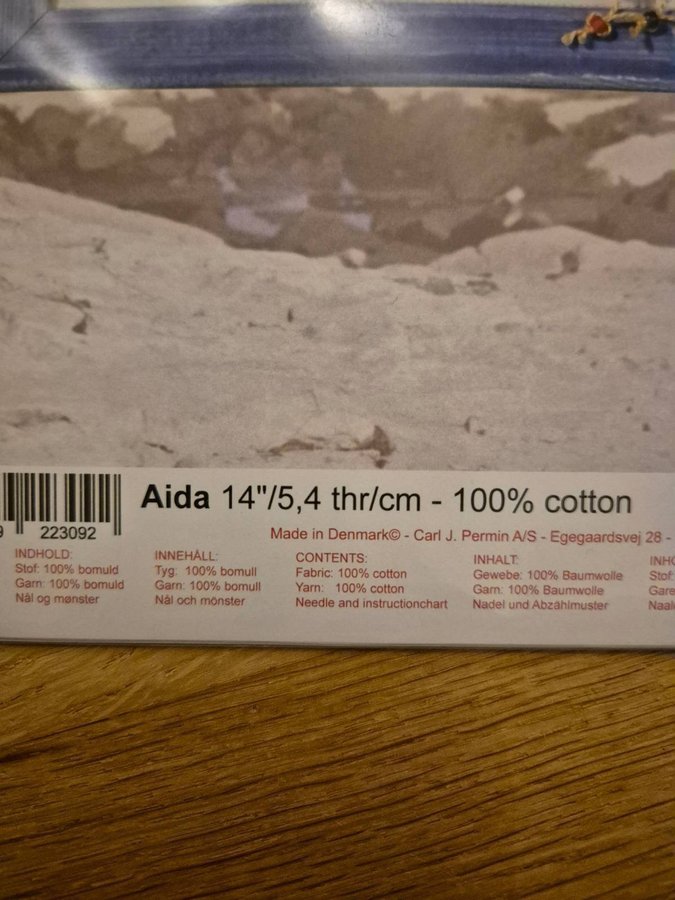 Aida 14"/5,4 thr/cm - 100% cotton
9 223092
Made in Denmark© - Carl J. Permin A/S - Egegaardsvej 28 -
INDHOLD:
Stof: 100% bomuld
Garn: 100% bomuld
Nål og mønster
INNEHÅLL:
Tyg: 100% bomull
Garn: 100% bomull
Nål och mönster
CONTENTS:
Fabric: 100% cotton
Yarn: 100% cotton
Needle and instructionchart
INHALT:
Gewebe: 100% Baumwolle
Garn: 100% Baumwolle
Nadel und Abzählmuster
Stof: